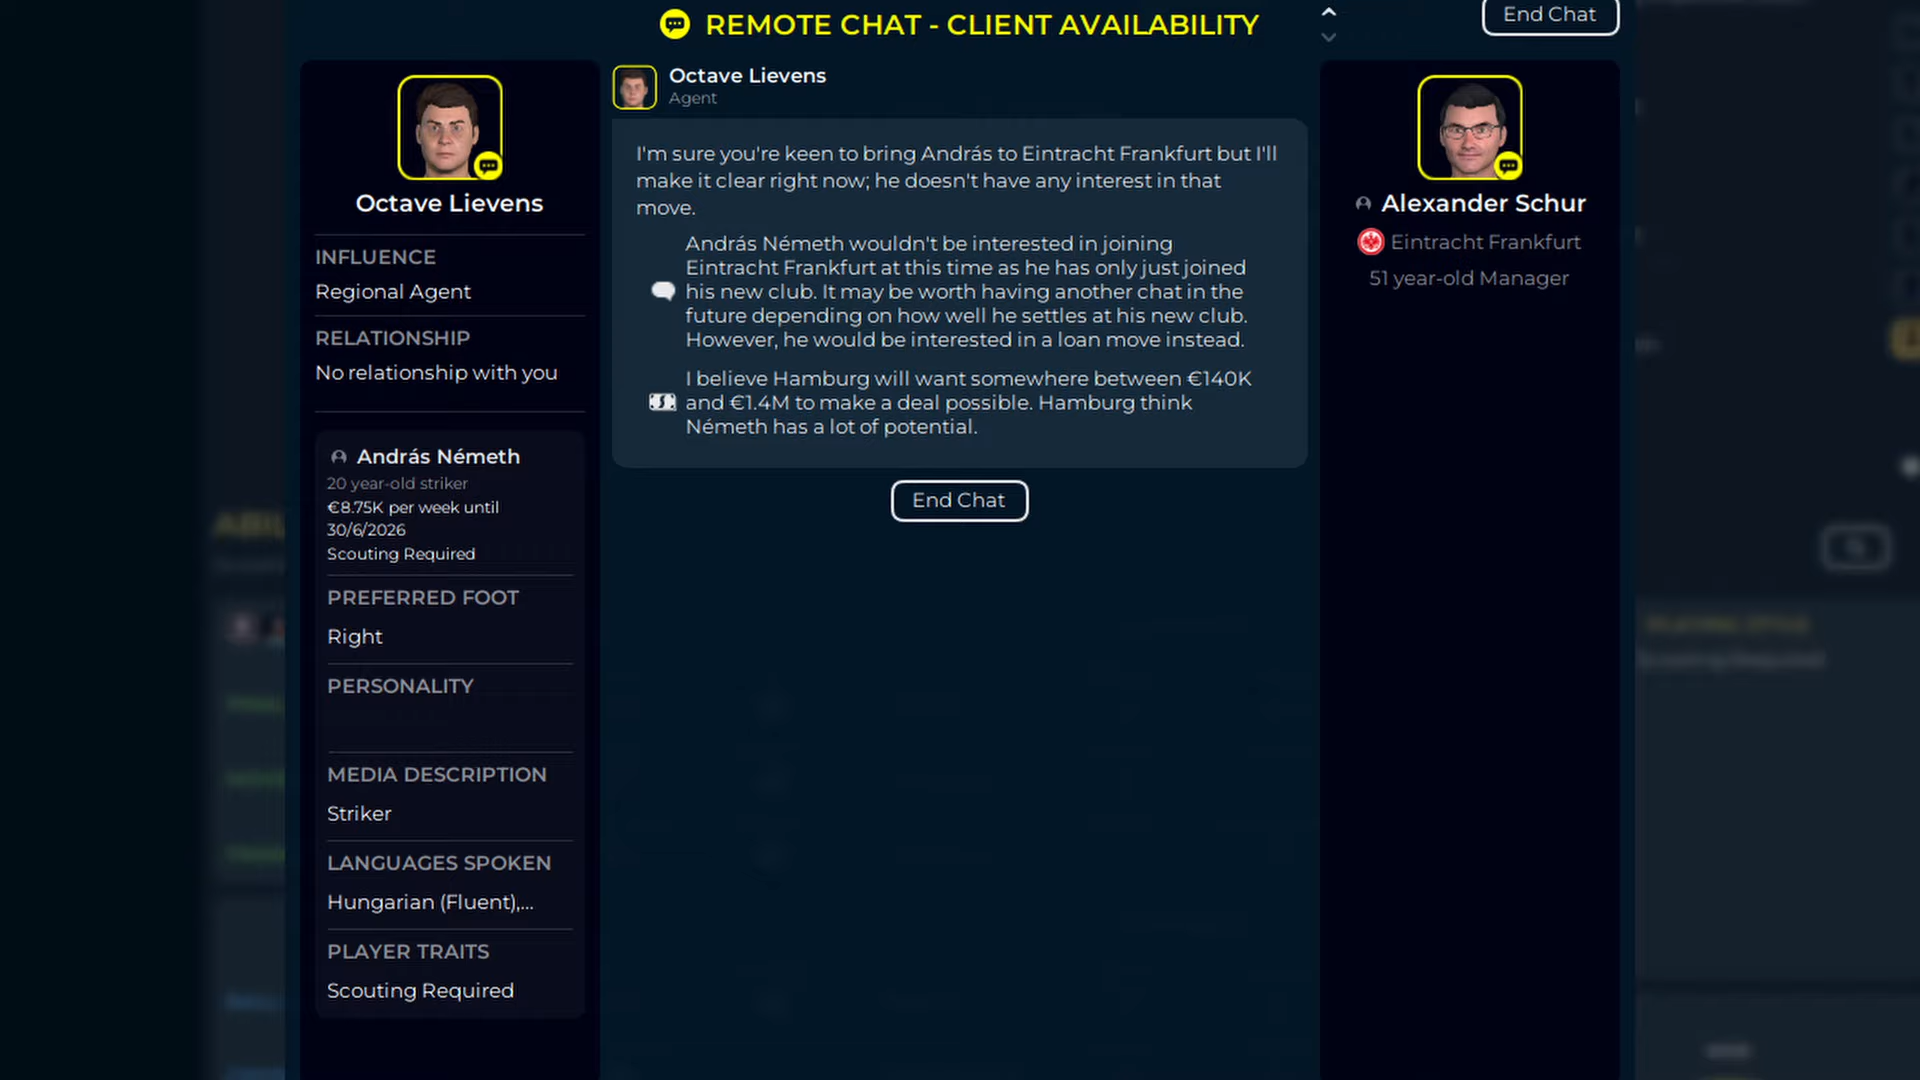 REMOTE CHAT - CLIENT AVAILABILITY
End Chat
Octave Lievens
INFLUENCE
Regional Agent
RELATIONSHIP
No relationship with you
András Németh
20 year-old striker
€8.75K per week until
30/6/2026
Scouting Required
PREFERRED FOOT
Right
PERSONALITY
MEDIA DESCRIPTION
Striker
LANGUAGES SPOKEN
Hungarian (Fluent),...
PLAYER TRAITS
Scouting Required
Octave Lievens
Agent
I'm sure you're keen to bring András to Eintracht Frankfurt but I'll
make it clear right now; he doesn't have any interest in that
move.
András Németh wouldn't be interested in joining
Eintracht Frankfurt at this time as he has only just joined
his new club. It may be worth having another chat in the
future depending on how well he settles at his new club.
However, he would be interested in a loan move instead.
I believe Hamburg will want somewhere between €140K
and €1.4M to make a deal possible. Hamburg think
Németh has a lot of potential.
End Chat
Alexander Schur
Eintracht Frankfurt
51 year-old Manager